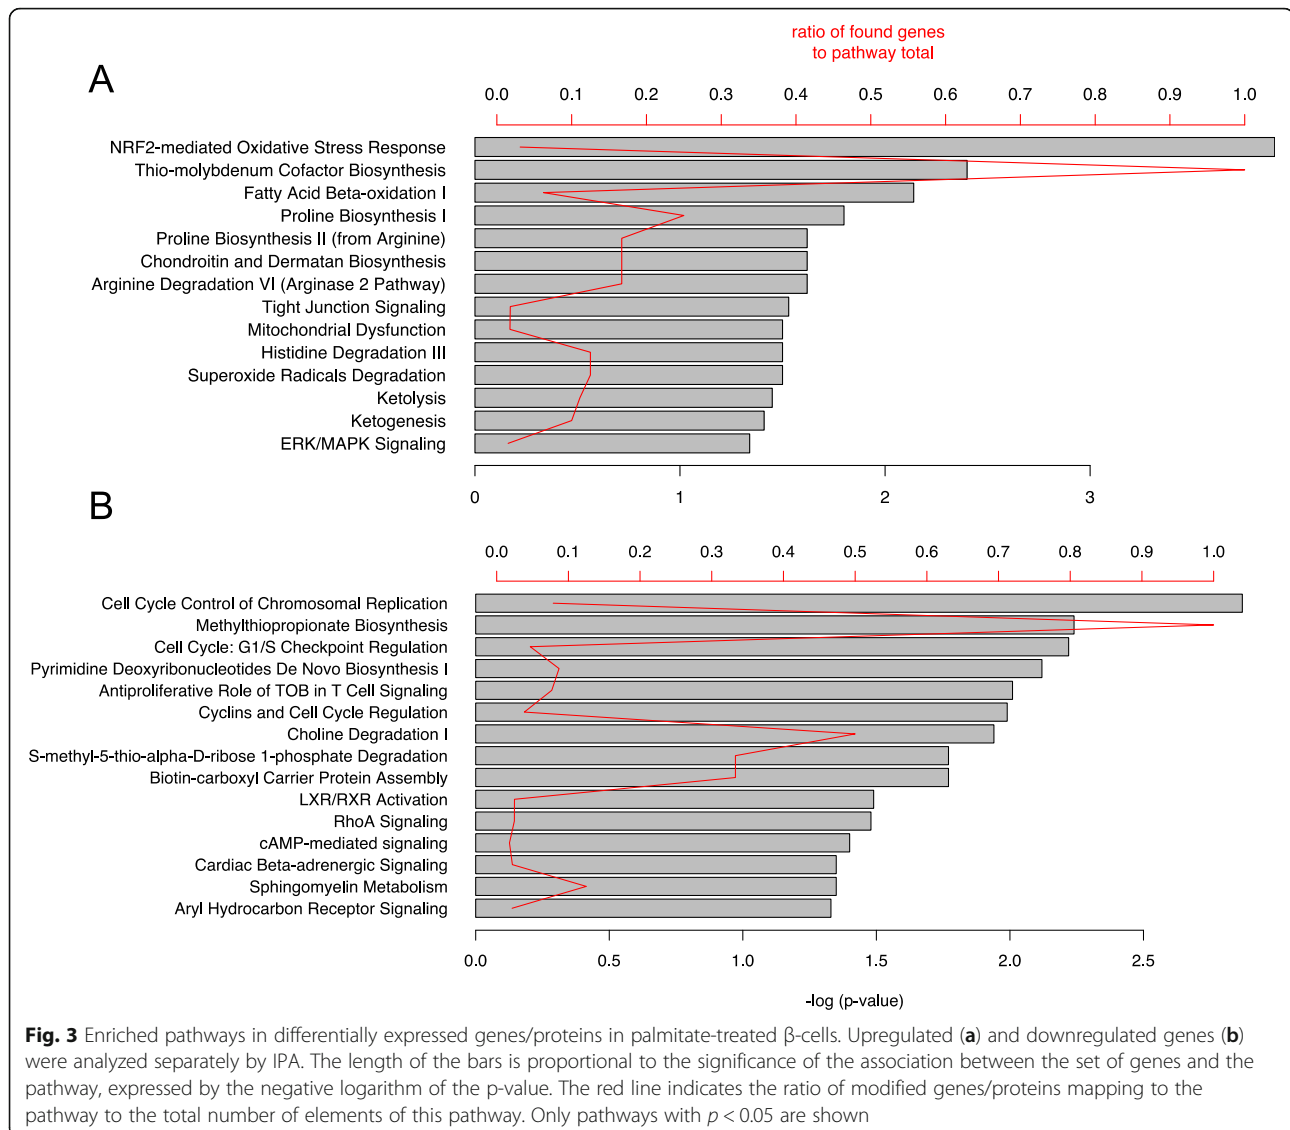 ratio of found genes
to pathway total
A
0.0 0.1 0.2 0.3 0.4 0.5 0.6 0.7 0.8 0.9 1.0
NRF2-mediated Oxidative Stress Response
Thio-molybdenum Cofactor Biosynthesis
Fatty Acid Beta-oxidation I
Proline Biosynthesis I
Proline Biosynthesis II (from Arginine)
Chondroitin and Dermatan Biosynthesis
Arginine Degradation VI (Arginase 2 Pathway)
Tight Junction Signaling
Mitochondrial Dysfunction
Histidine Degradation III
Superoxide Radicals Degradation
Ketolysis
Ketogenesis
ERK/MAPK Signaling
0 1 2 3
B
0.0 0.1 0.2 0.3 0.4 0.5 0.6 0.7 0.8 0.9 1.0
Cell Cycle Control of Chromosomal Replication
Methylthiopropionate Biosynthesis
Cell Cycle: G1/S Checkpoint Regulation
Pyrimidine Deoxyribonucleotides De Novo Biosynthesis I
Antiproliferative Role of TOB in T Cell Signaling
Cyclins and Cell Cycle Regulation
Choline Degradation I
S-methyl-5-thio-alpha-D-ribose 1-phosphate Degradation
Biotin-carboxyl Carrier Protein Assembly
LXR/RXR Activation
RhoA Signaling
cAMP-mediated signaling
Cardiac Beta-adrenergic Signaling
Sphingomyelin Metabolism
Aryl Hydrocarbon Receptor Signaling
0.0 0.5 1.0 1.5 2.0 2.5
-log (p-value)
Fig. 3 Enriched pathways in differentially expressed genes/proteins in palmitate-treated β-cells. Upregulated (a) and downregulated genes (b)
were analyzed separately by IPA. The length of the bars is proportional to the significance of the association between the set of genes and the
pathway, expressed by the negative logarithm of the p-value. The red line indicates the ratio of modified genes/proteins mapping to the
pathway to the total number of elements of this pathway. Only pathways with p < 0.05 are shown